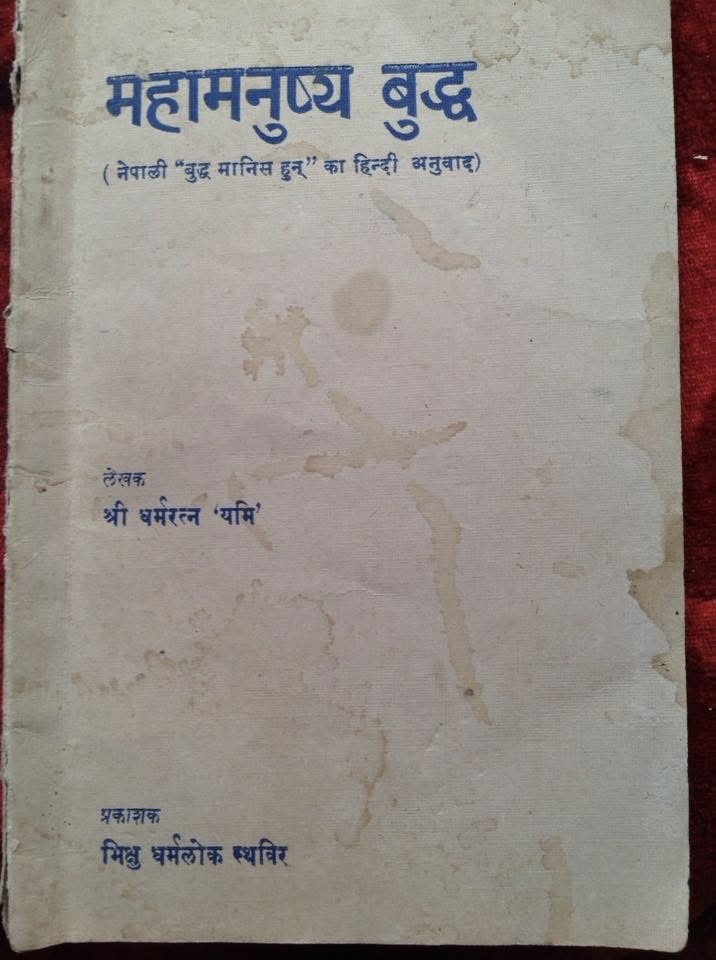 महामनुष्य बुद्ध
( नेपाली “बुद्ध मानिस हुन्” का हिन्दी अनुवाद)
लेखक
श्री धर्मरत्न ‘यमि’
प्रकाशक
भिक्षु धर्मलोक स्थविर